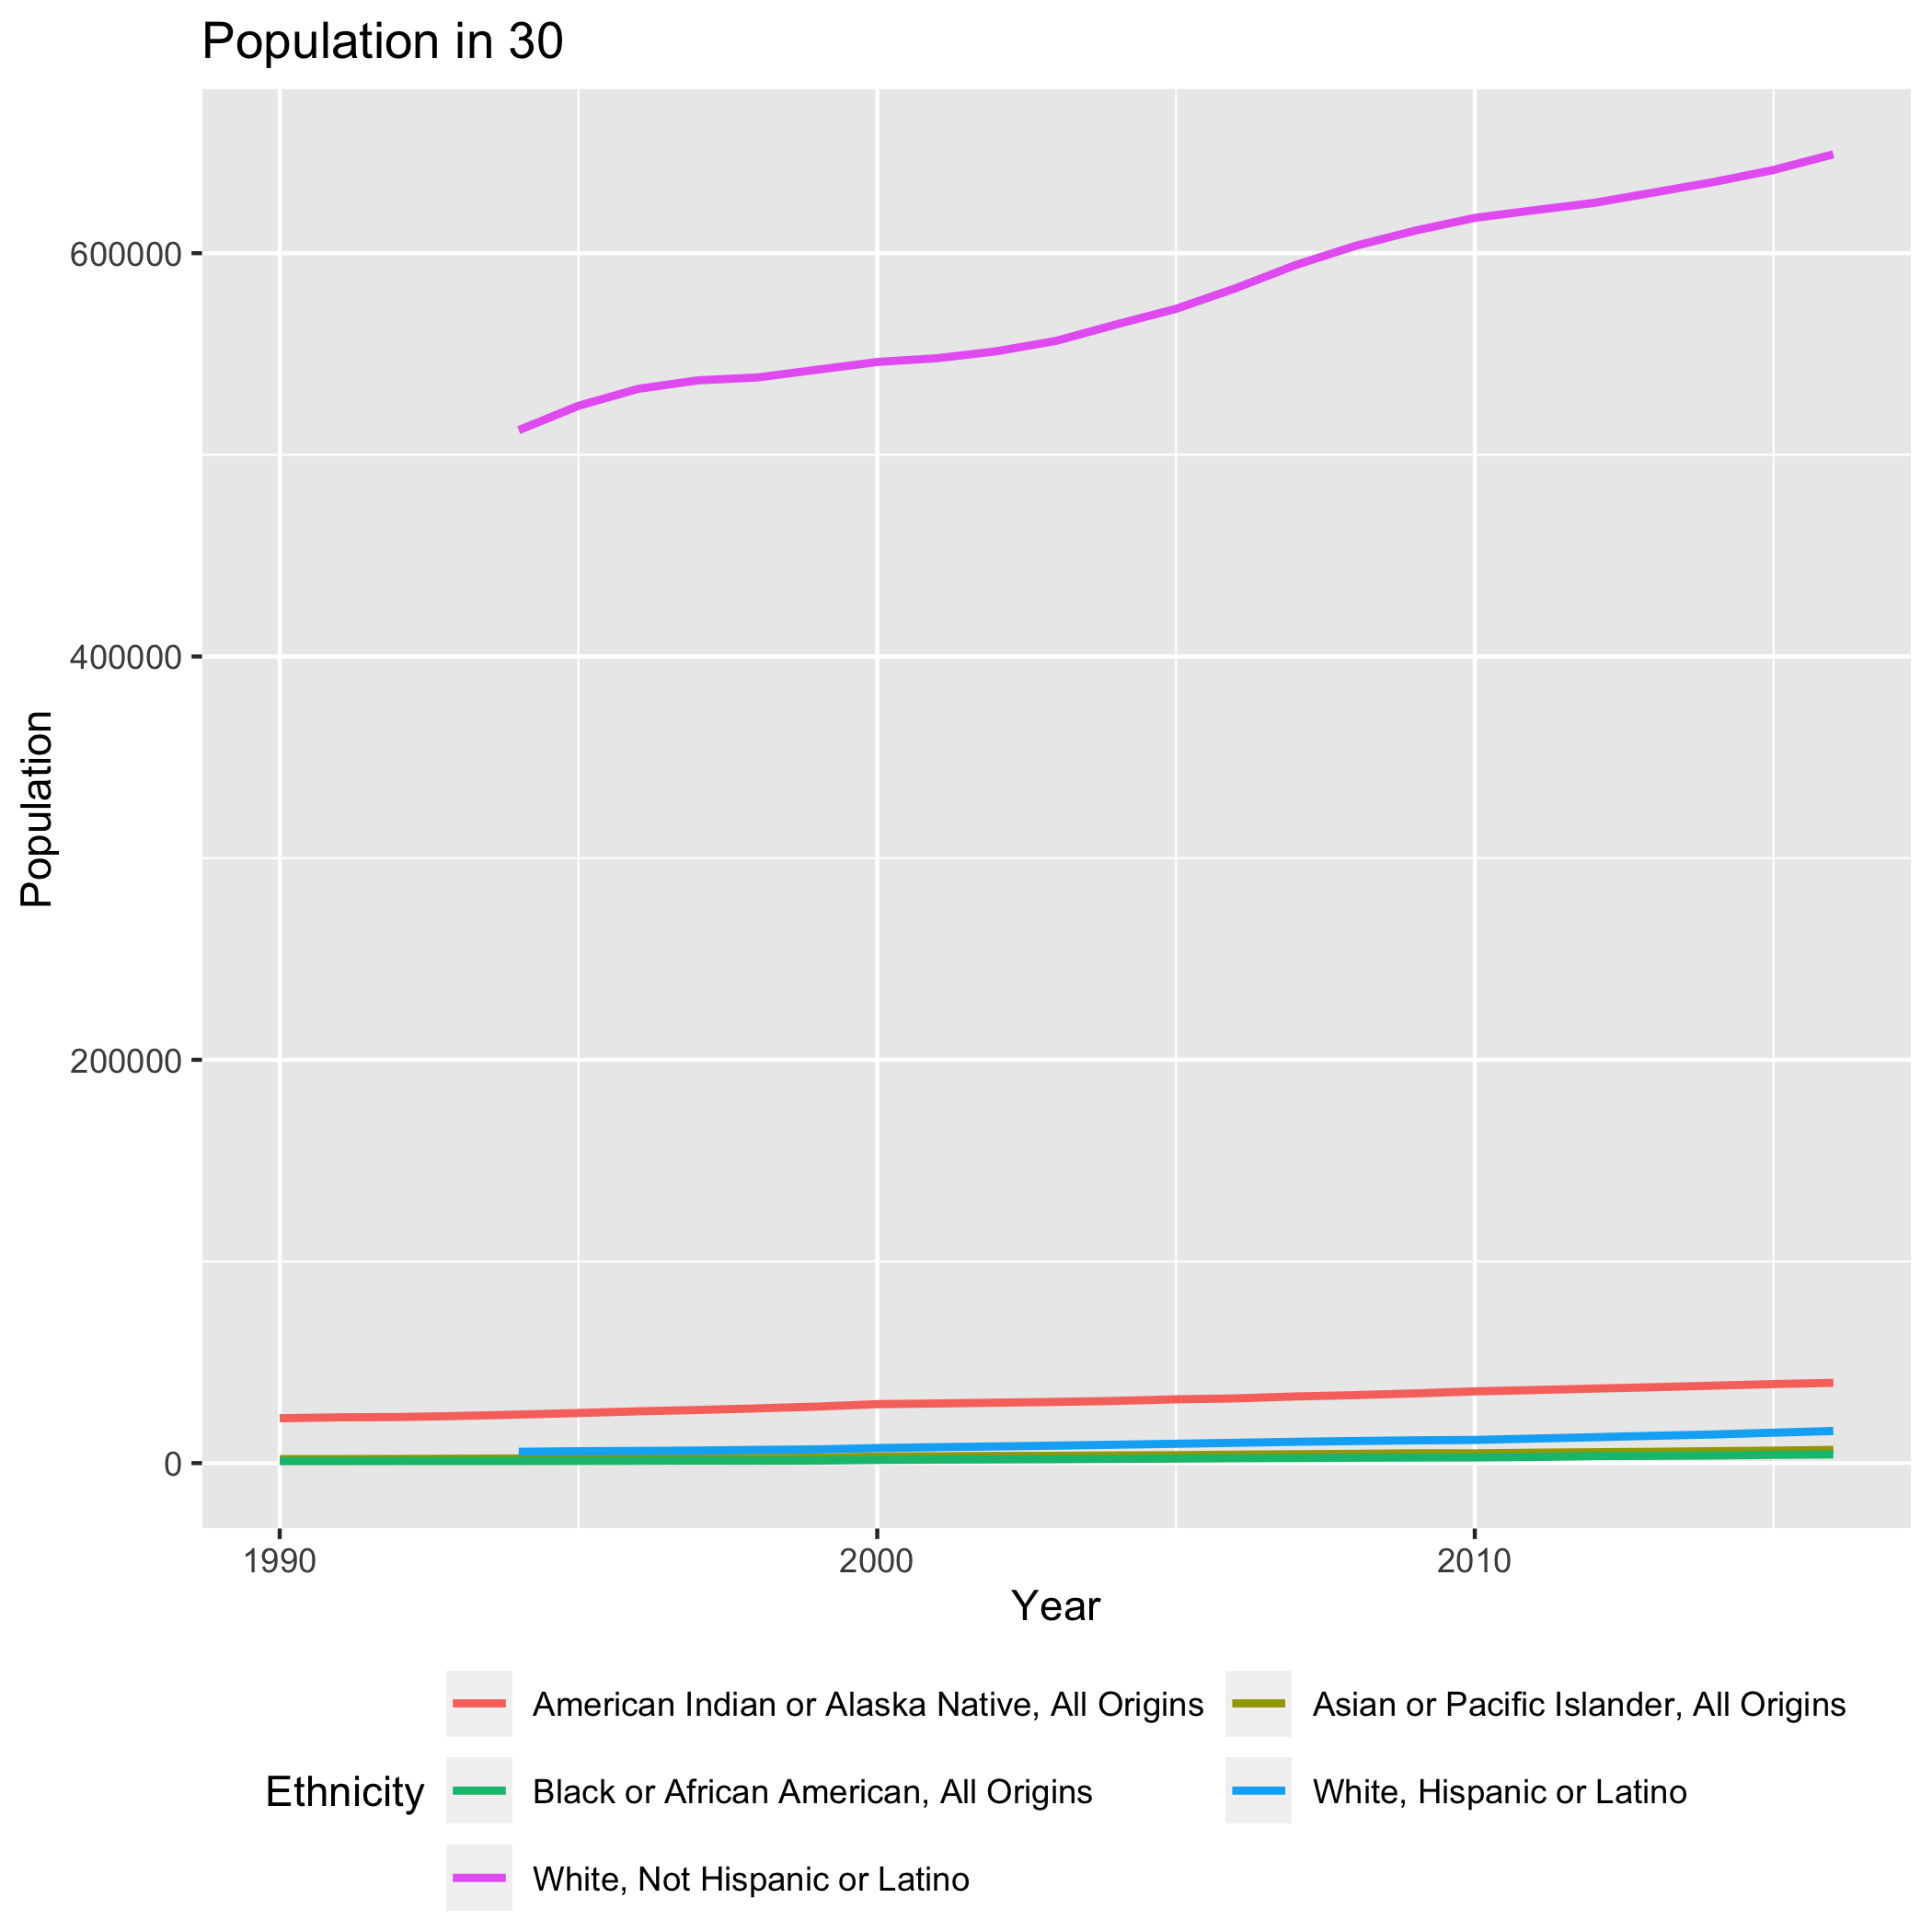 Population in 30
600000
400000
200000
0
Population
1990 2000 2010
Year
Ethnicity
American Indian or Alaska Native, All Origins
Asian or Pacific Islander, All Origins
Black or African American, All Origins
White, Hispanic or Latino
White, Not Hispanic or Latino